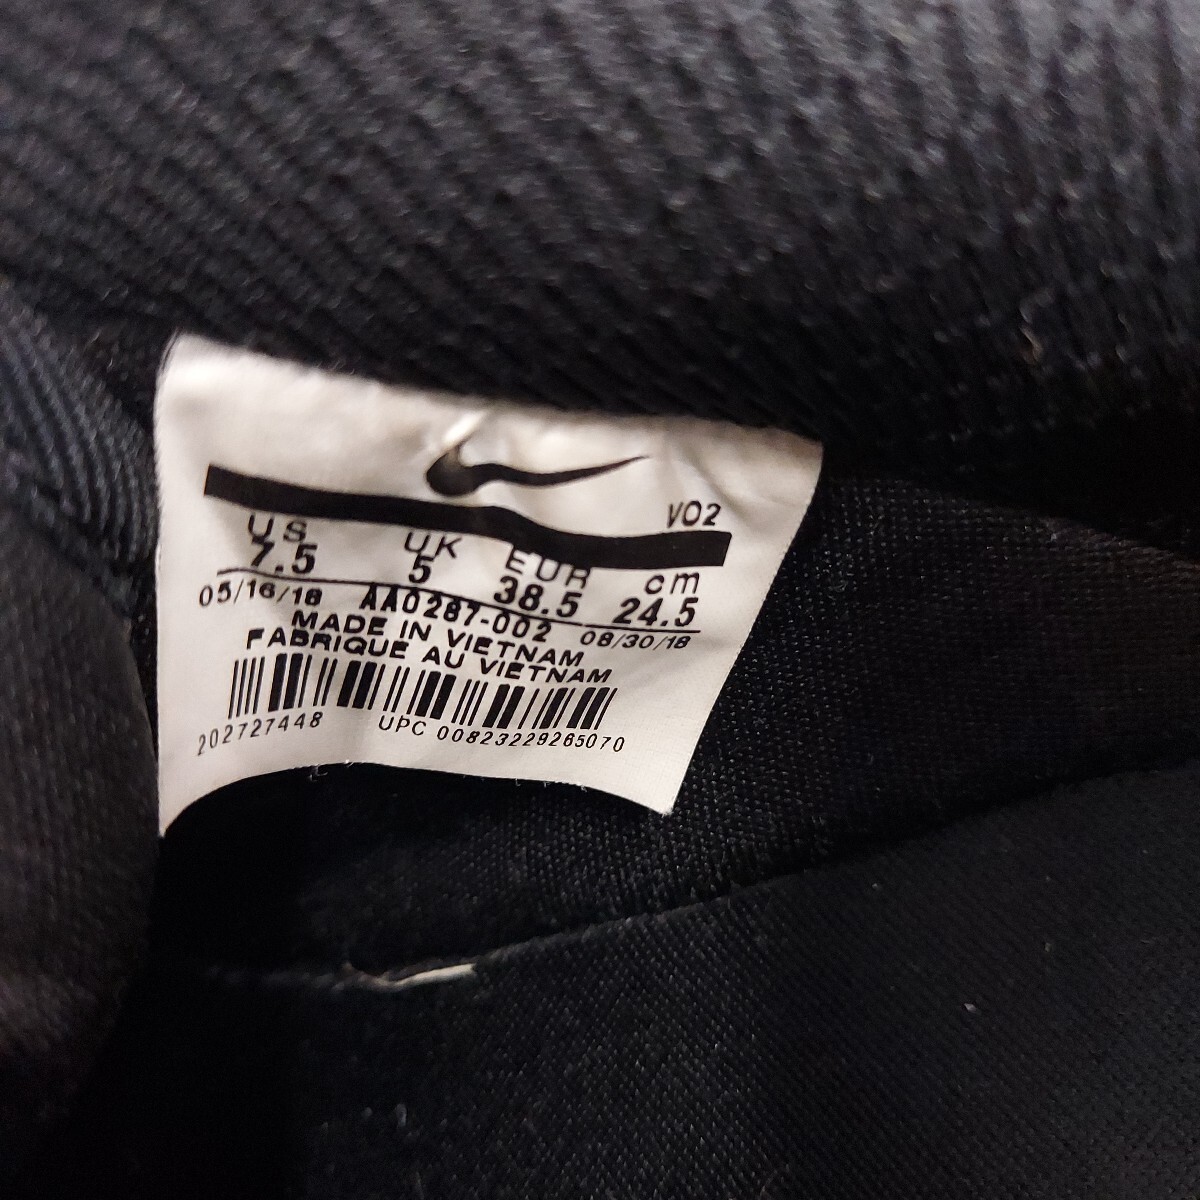 VO2
US UK EUR cm
7.5 5 38.5 24.5
05/16/18 AA0287-002 08/30/18
MADE IN VIETNAM
FABRIQUE AU VIETNAM
202727448 UPC 00823229265070